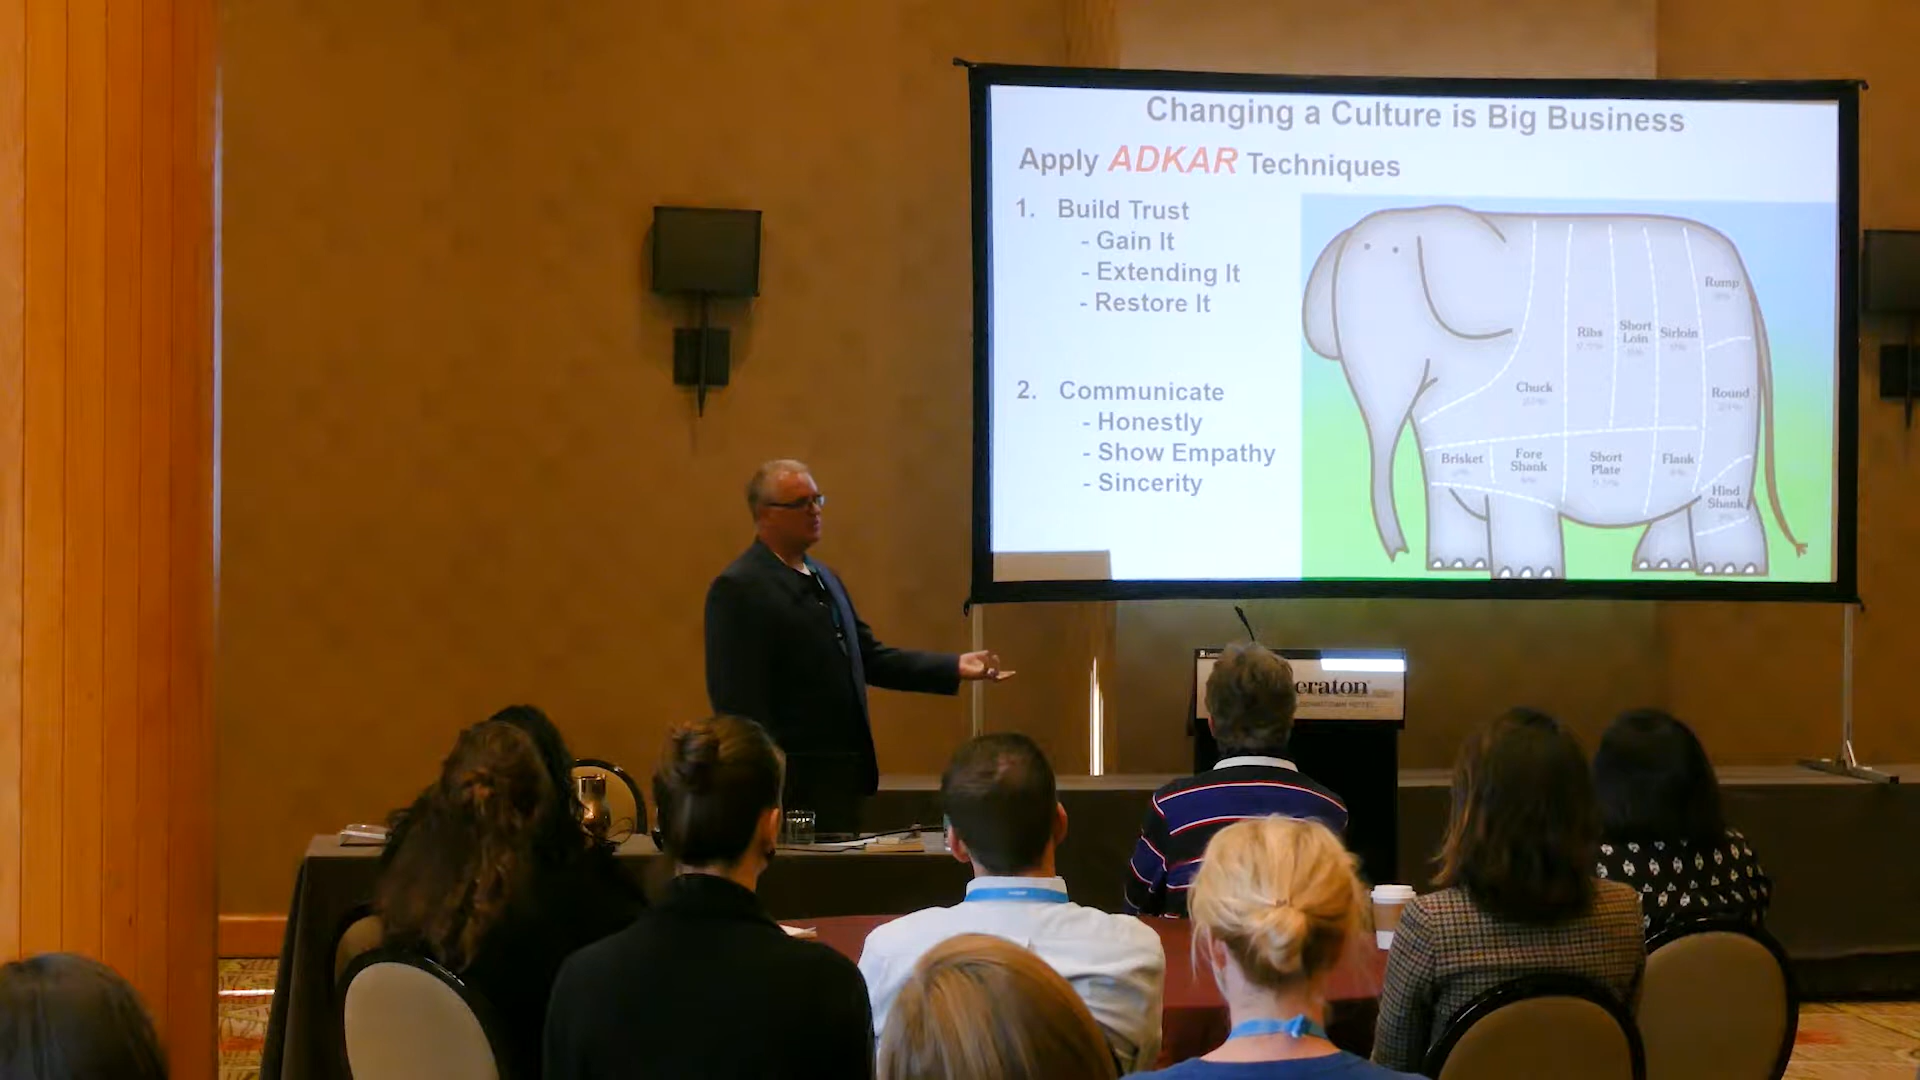 Changing a Culture is Big Business
Apply ADKAR Techniques
1. Build Trust
- Gain It
- Extending It
- Restore It
2. Communicate
- Honestly
- Show Empathy
- Sincerity
Rump
Ribs
Short
Loin
Sirloin
Chuck
Round
Brisket
Fore
Shank
Short
Plate
Flank
Hind
Shank
eraton